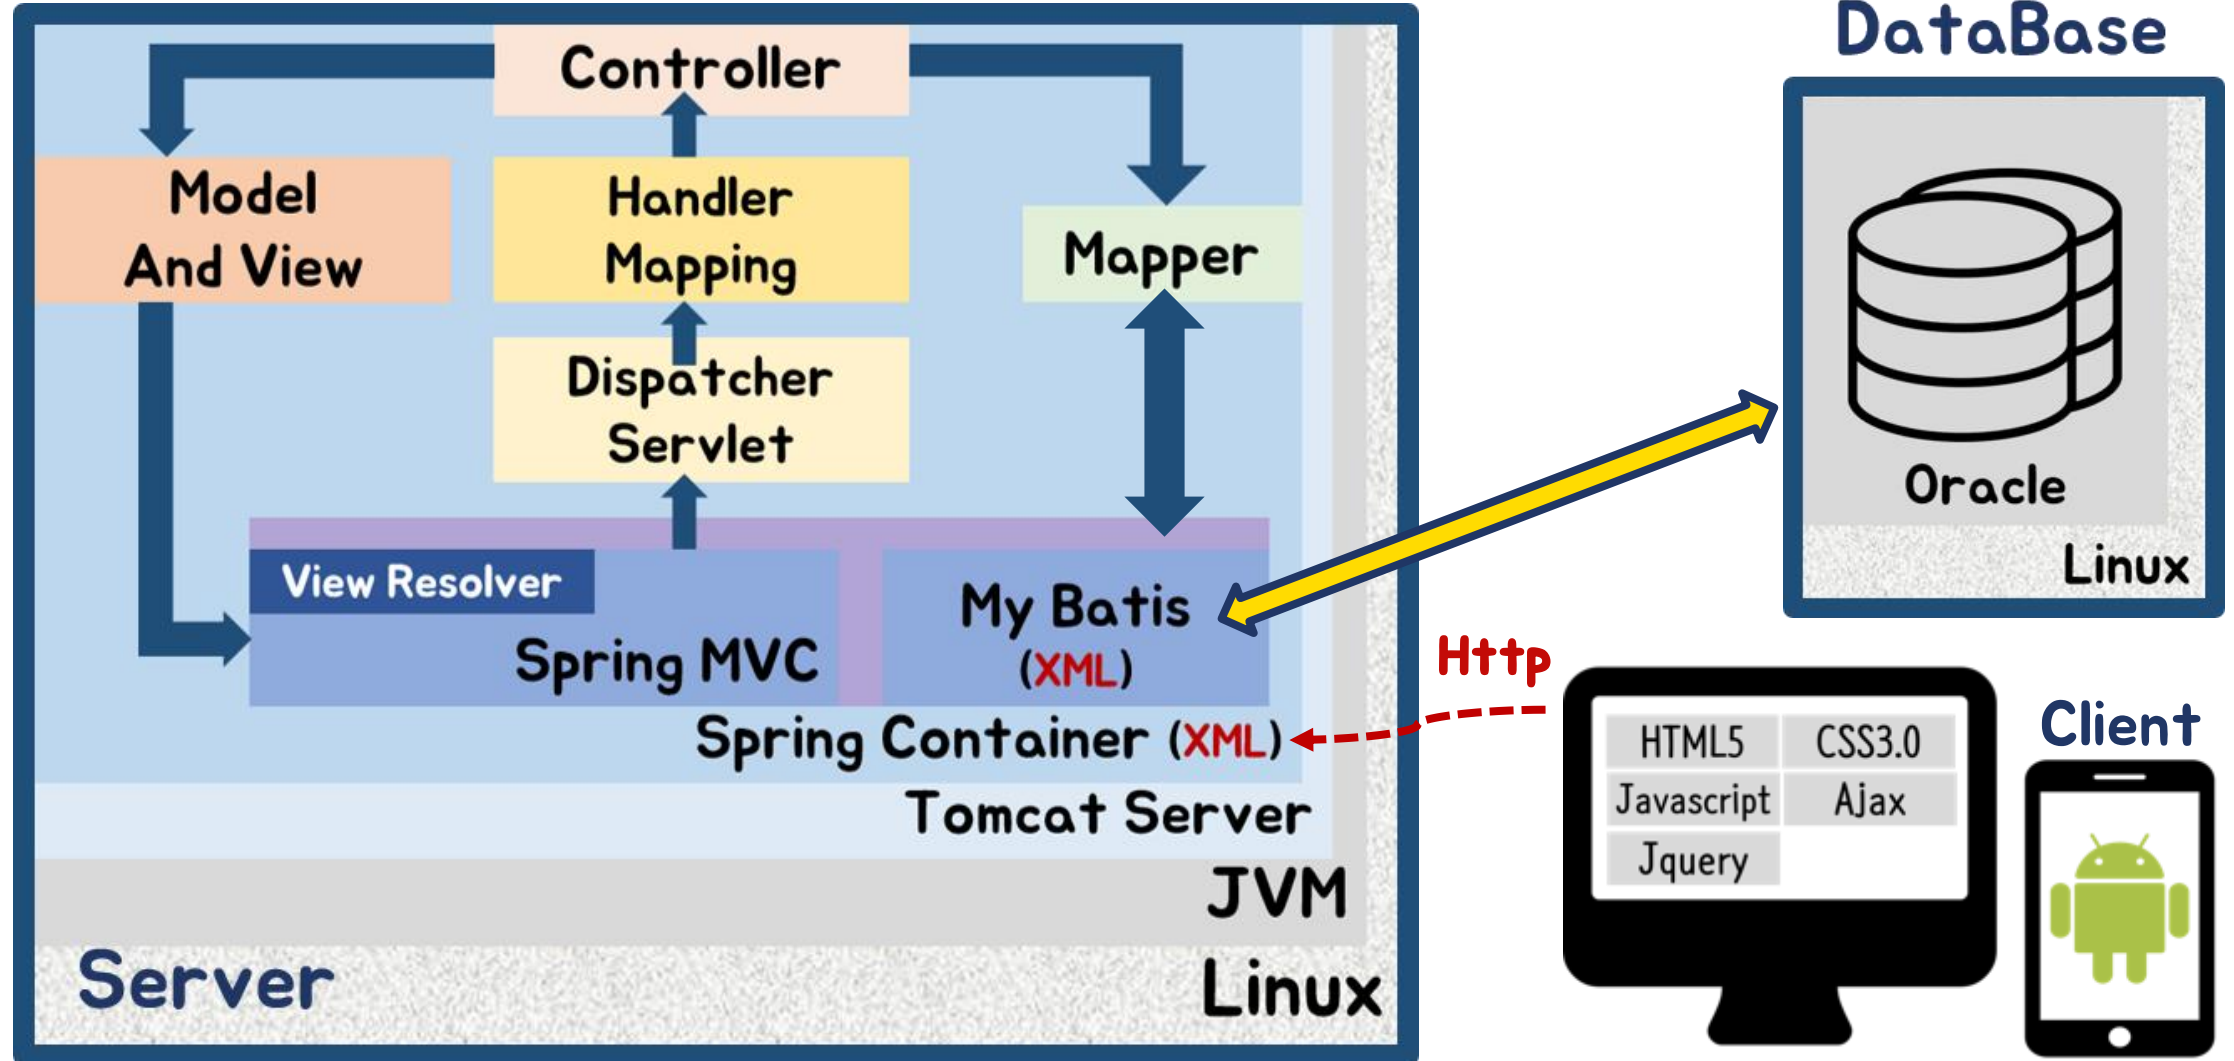 Controller
Model
And View
Handler
Mapping
Mapper
Dispatcher
Servlet
View Resolver
Spring MVC
My Batis
(XML)
Spring Container (XML)
Tomcat Server
JVM
Server
Linux
DataBase
Oracle
Linux
Http
HTML5
CSS3.0
Javascript
Ajax
Jquery
Client